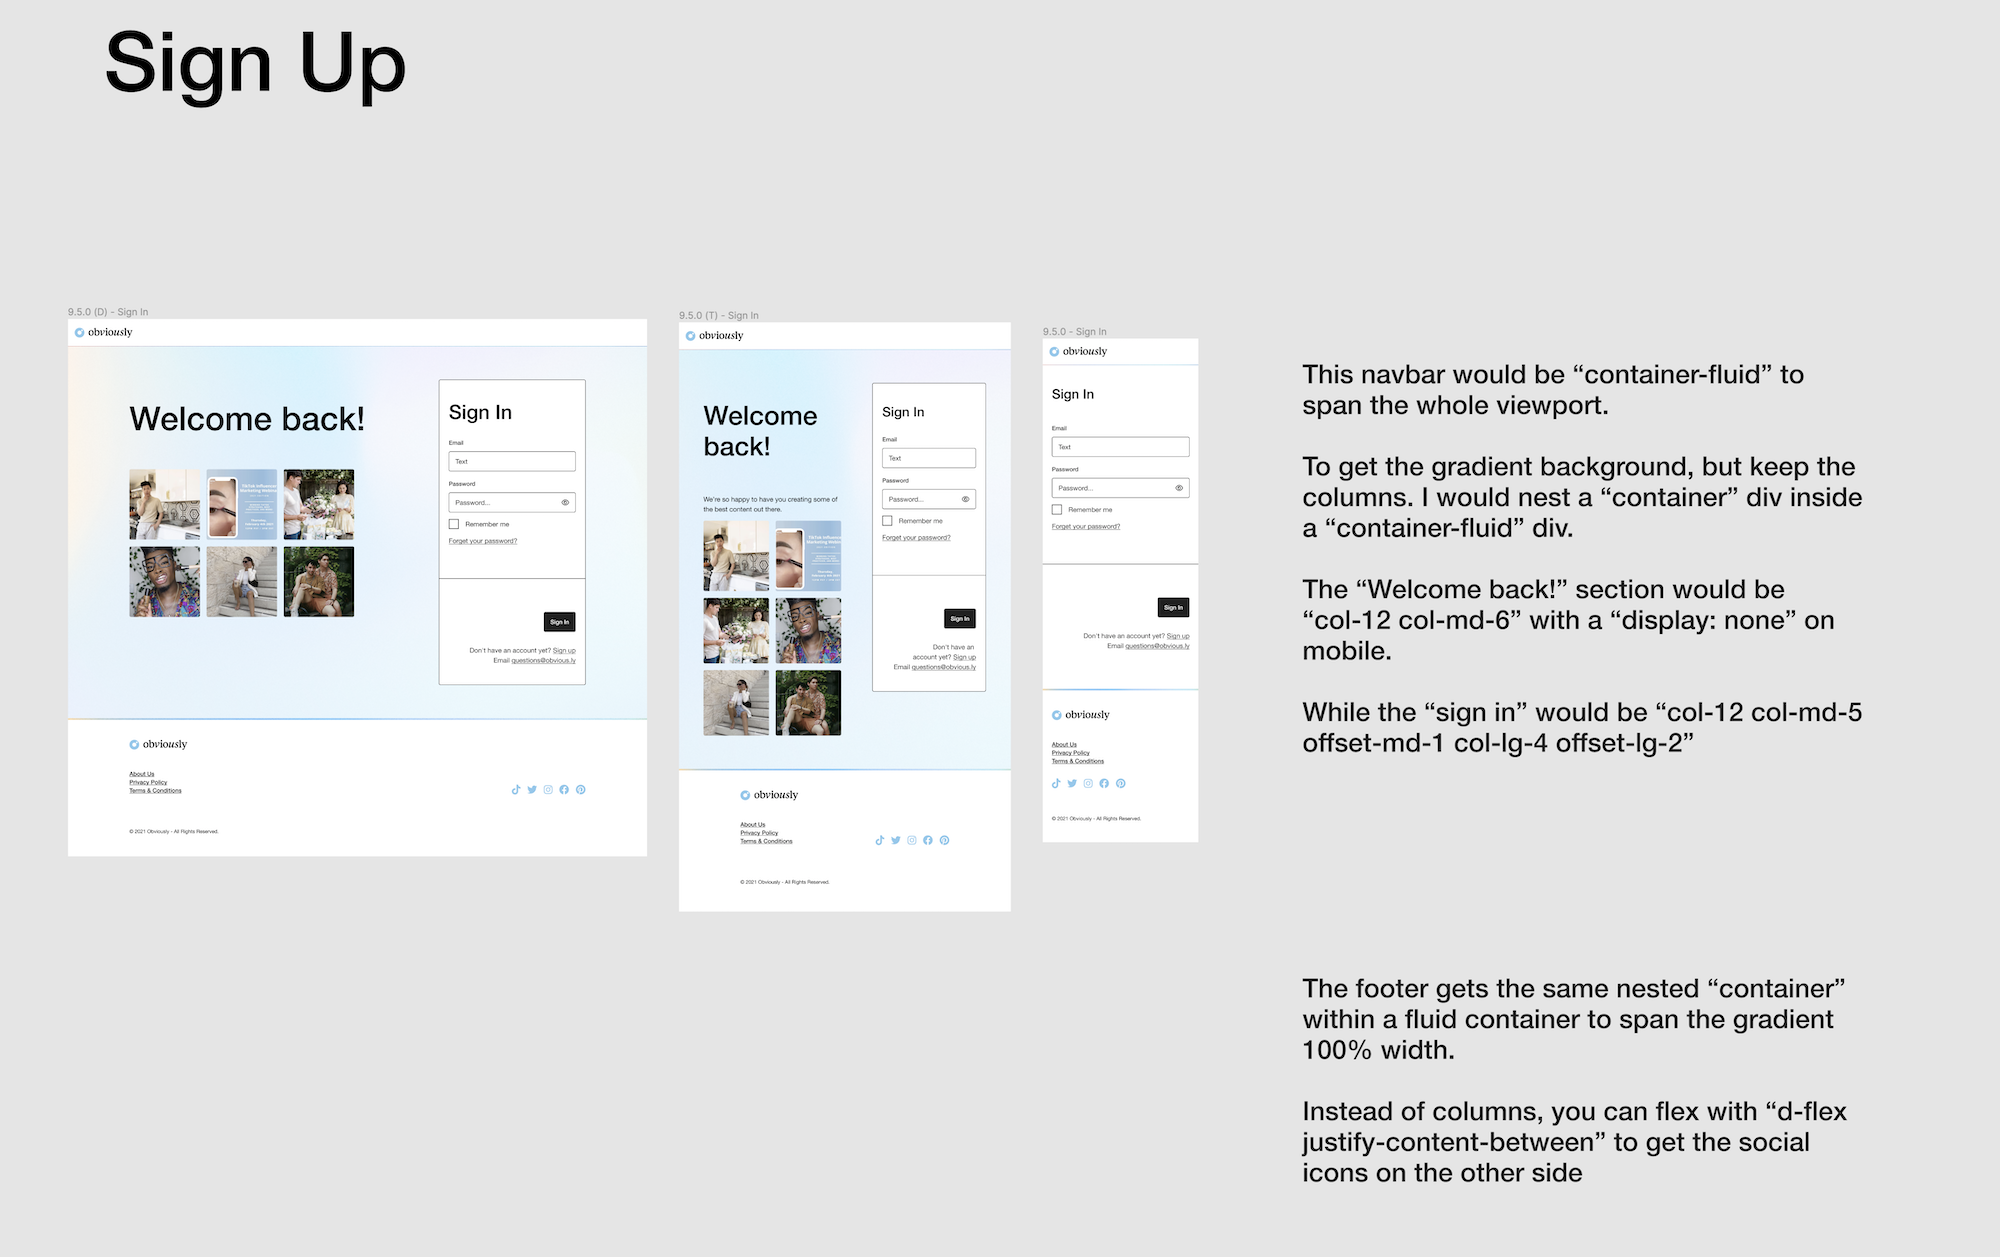 Sign Up
9.5.0 (D) - Sign In
obviously
Welcome back!
Sign In
Email
Text
Password
Password...
Remember me
Forget your password?
Sign In
Don't have an account yet? Sign up
Email questions@obvious.ly
obviously
About Us
Privacy Policy
Terms & Conditions
© 2021 Obviously - All Rights Reserved.
9.5.0 (T) - Sign In
obviously
Welcome
back!
We're so happy to have you creating some of
the best content out there.
Sign In
Email
Text
Password
Password...
Remember me
Forget your password?
Sign In
Don't have an
account yet? Sign up
Email questions@obvious.ly
obviously
About Us
Privacy Policy
Terms & Conditions
© 2021 Obviously - All Rights Reserved.
9.5.0 - Sign In
obviously
Sign In
Email
Text
Password
Password...
Remember me
Forget your password?
Sign In
Don't have an account yet? Sign up
Email questions@obvious.ly
obviously
About Us
Privacy Policy
Terms & Conditions
© 2021 Obviously - All Rights Reserved.
This navbar would be “container-fluid” to
span the whole viewport.
To get the gradient background, but keep the
columns. I would nest a “container” div inside
a “container-fluid” div.
The “Welcome back!” section would be
“col-12 col-md-6” with a “display: none” on
mobile.
While the “sign in” would be “col-12 col-md-5
offset-md-1 col-lg-4 offset-lg-2”
The footer gets the same nested “container”
within a fluid container to span the gradient
100% width.
Instead of columns, you can flex with “d-flex
justify-content-between” to get the social
icons on the other side